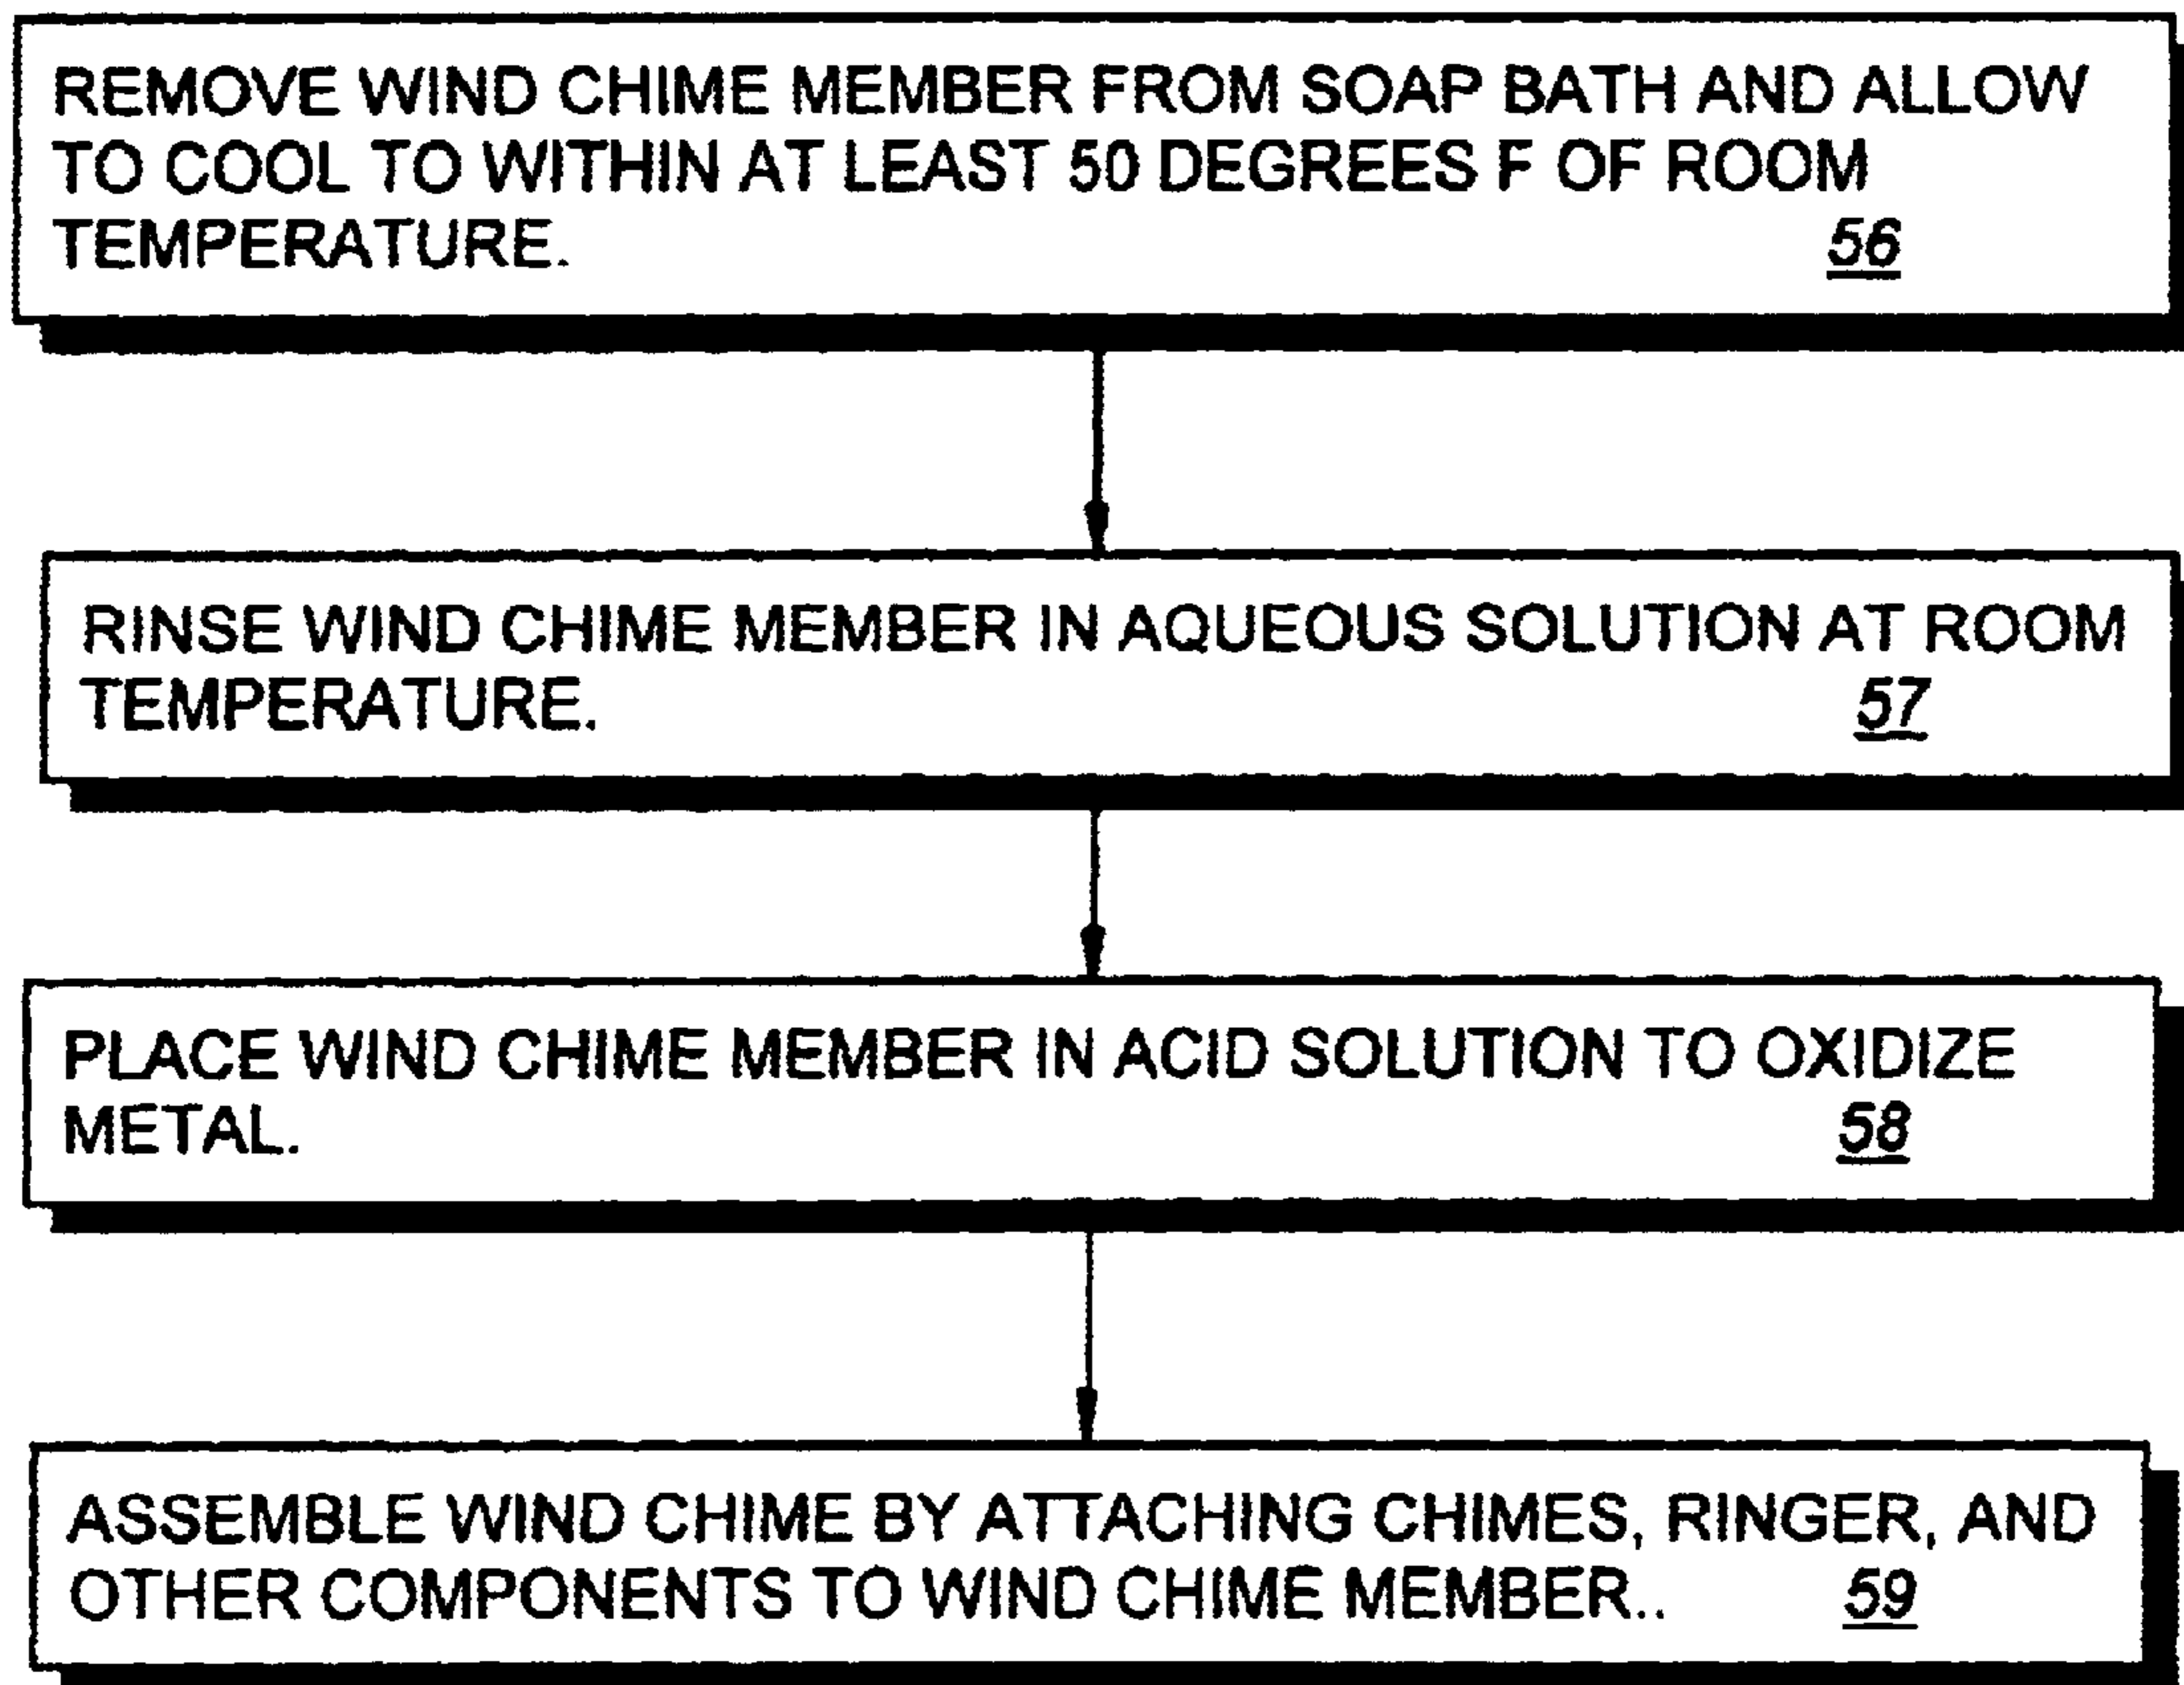 REMOVE WIND CHIME MEMBER FROM SOAP BATH AND ALLOW
TO COOL TO WITHIN AT LEAST 50 DEGREES F OF ROOM
TEMPERATURE. 56
RINSE WIND CHIME MEMBER IN AQUEOUS SOLUTION AT ROOM
TEMPERATURE. 57
PLACE WIND CHIME MEMBER IN ACID SOLUTION TO OXIDIZE
METAL. 58
ASSEMBLE WIND CHIME BY ATTACHING CHIMES, RINGER, AND
OTHER COMPONENTS TO WIND CHIME MEMBER.. 59